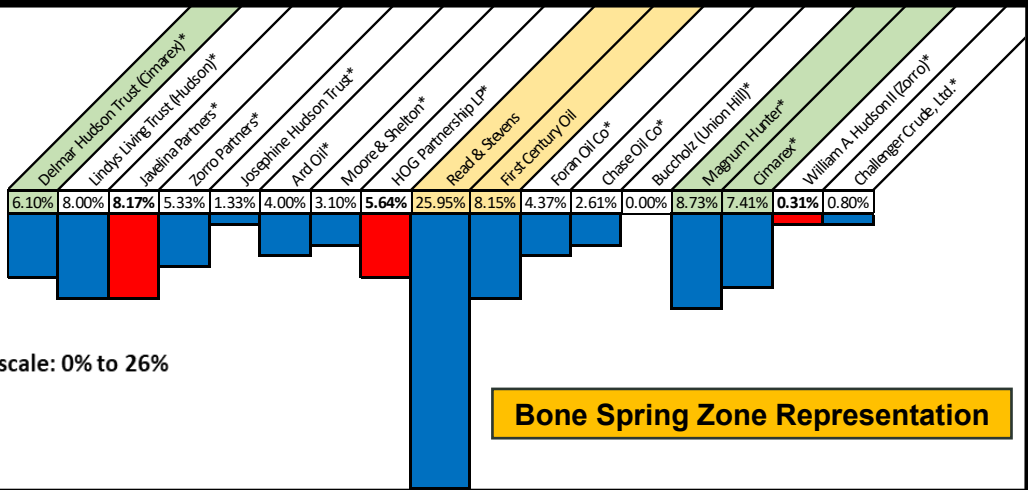 Delmar Hudson Trust (Cimarex)*
Lindys Living Trust (Hudson)*
Javelina Partners*
Zorro Partners*
Josephine Hudson Trust*
Ard Oil*
Moore & Shelton*
HOG Partnership LP*
Read & Stevens
First Century Oil
Foran Oil Co*
Chase Oil Co*
Buccholz (Union Hill)*
Magnum Hunter*
Cimarex*
William A. Hudson II (Zorro)*
Challenger Crude, Ltd.*
6.10% 8.00% 8.17% 5.33% 1.33% 4.00% 3.10% 5.64% 25.95% 8.15% 4.37% 2.61% 0.00% 8.73% 7.41% 0.31% 0.80%
scale: 0% to 26%
Bone Spring Zone Representation